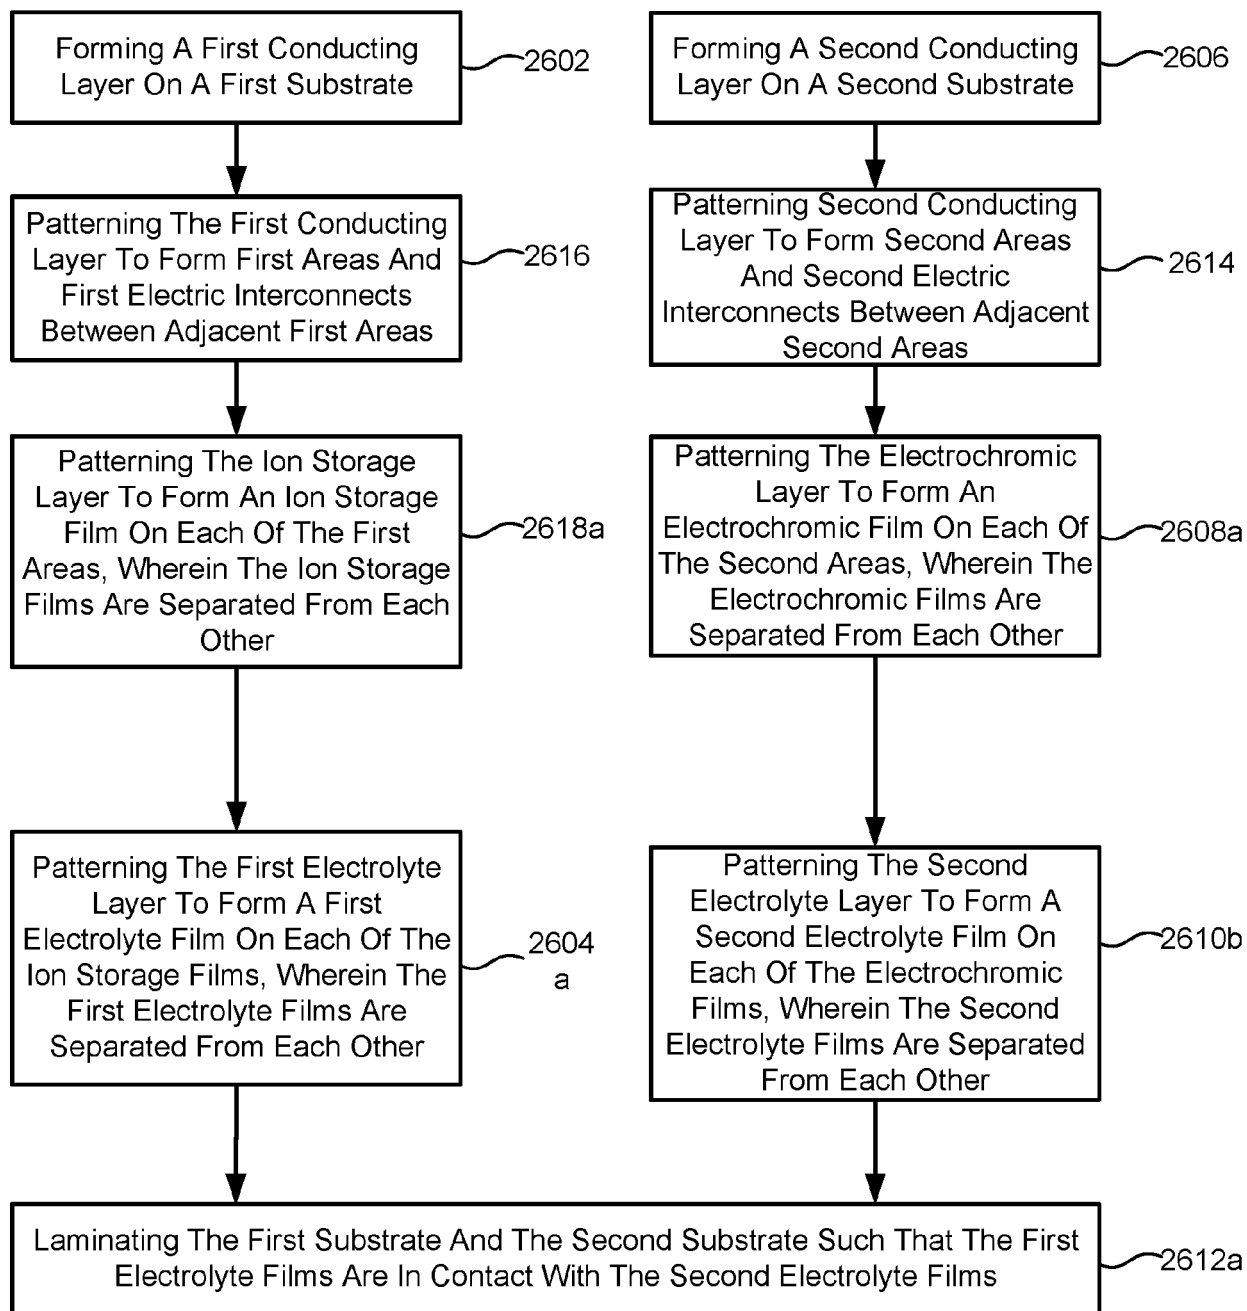 Forming A First Conducting
Layer On A First Substrate
2602
Forming A Second Conducting
Layer On A Second Substrate
2606
Patterning The First Conducting
Layer To Form First Areas And
First Electric Interconnects
Between Adjacent First Areas
2616
Patterning Second Conducting
Layer To Form Second Areas
And Second Electric
Interconnects Between Adjacent
Second Areas
2614
Patterning The Ion Storage
Layer To Form An Ion Storage
Film On Each Of The First
Areas, Wherein The Ion Storage
Films Are Separated From Each
Other
2618a
Patterning The Electrochromic
Layer To Form An
Electrochromic Film On Each Of
The Second Areas, Wherein The
Electrochromic Films Are
Separated From Each Other
2608a
Patterning The First Electrolyte
Layer To Form A First
Electrolyte Film On Each Of The
Ion Storage Films, Wherein The
First Electrolyte Films Are
Separated From Each Other
2604
a
Patterning The Second
Electrolyte Layer To Form A
Second Electrolyte Film On
Each Of The Electrochromic
Films, Wherein The Second
Electrolyte Films Are Separated
From Each Other
2610b
Laminating The First Substrate And The Second Substrate Such That The First
Electrolyte Films Are In Contact With The Second Electrolyte Films
2612a